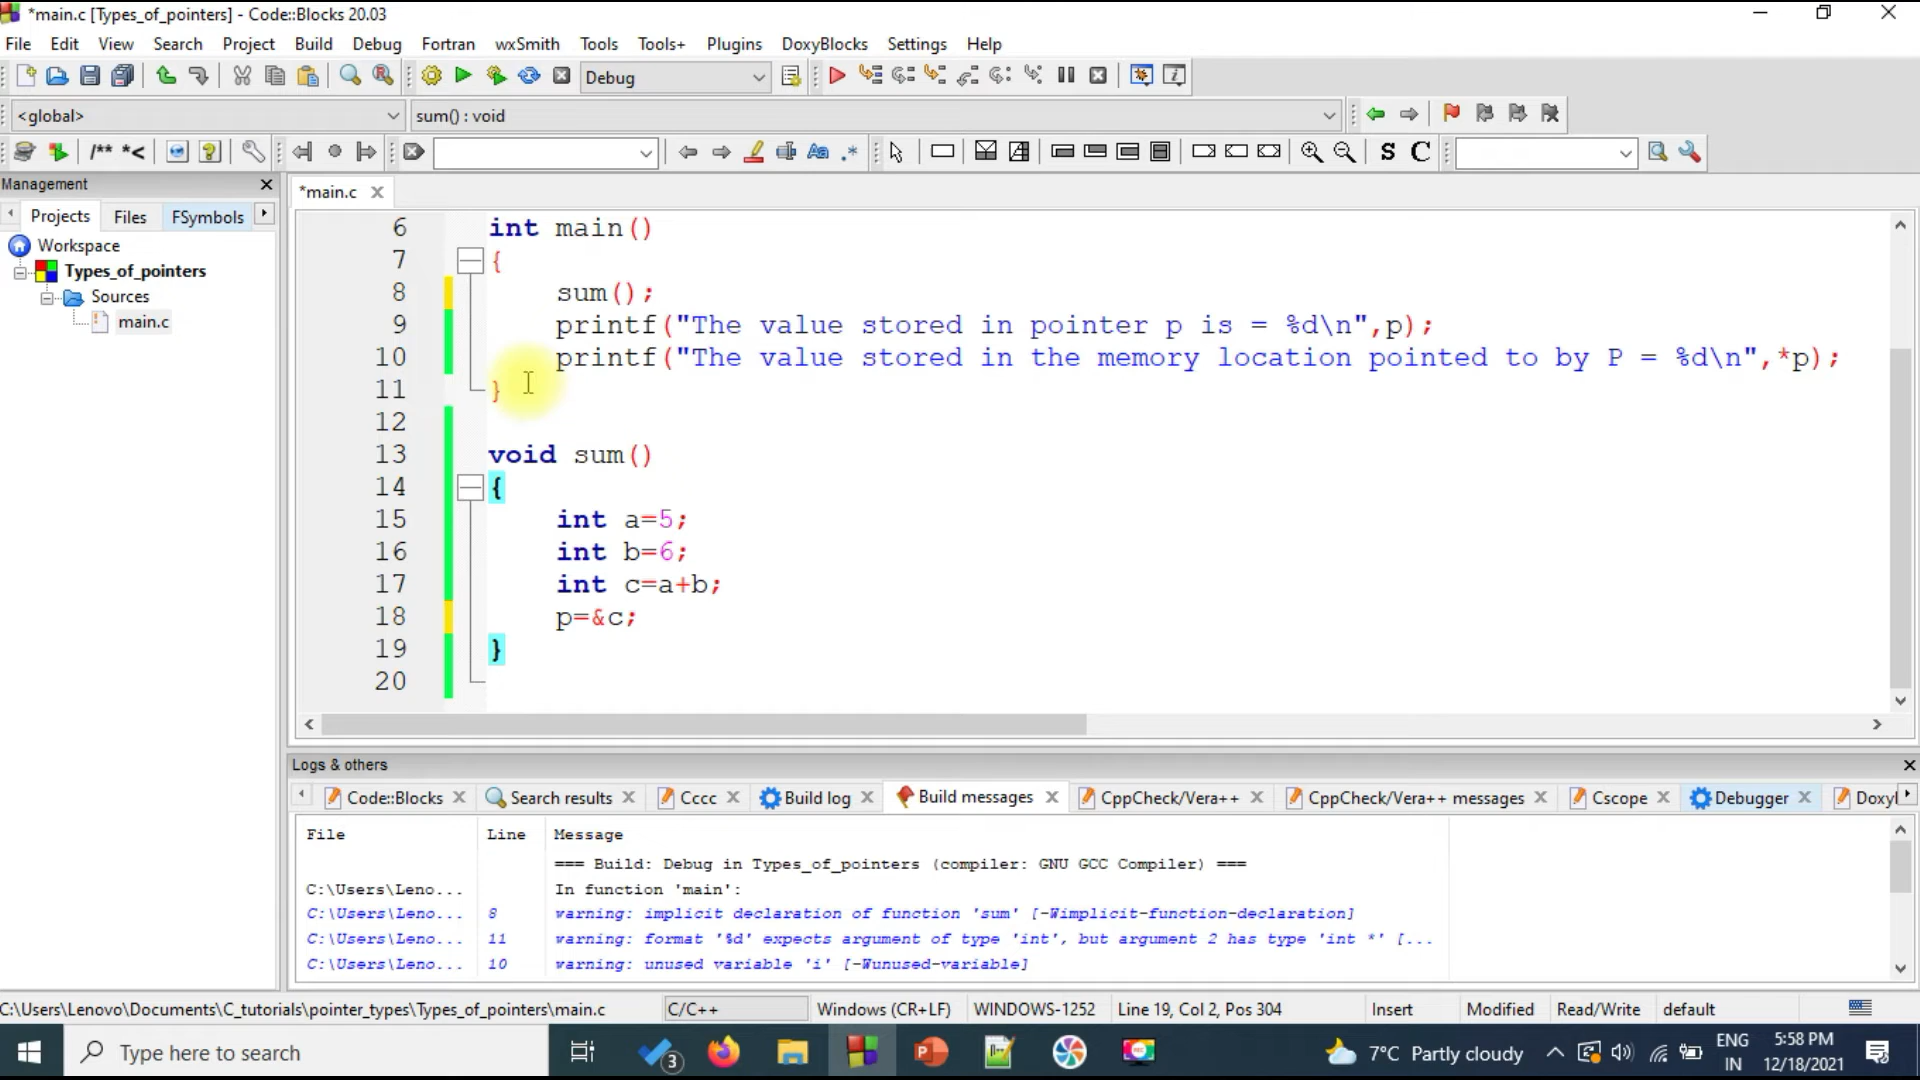 *main.c [Types_of_pointers] - Code::Blocks 20.03
File Edit View Search Project Build Debug Fortran wxSmith Tools Tools+ Plugins DoxyBlocks Settings Help
Debug
<global> sum() : void
/** *< Aa .* S C
Management
*main.c
Projects Files FSymbols
Workspace
Types_of_pointers
Sources
main.c
6 int main()
7 {
8 sum();
9 printf("The value stored in pointer p is = %d\n",p);
10 printf("The value stored in the memory location pointed to by P = %d\n",*p);
11 }
12
13 void sum()
14 {
15 int a=5;
16 int b=6;
17 int c=a+b;
18 p=&c;
19 }
20
Logs & others
Code::Blocks Search results Cccc Build log Build messages CppCheck/Vera++ CppCheck/Vera++ messages Cscope Debugger Doxyl
File Line Message
=== Build: Debug in Types_of_pointers (compiler: GNU GCC Compiler) ===
C:\Users\Leno... In function 'main':
C:\Users\Leno... 8 warning: implicit declaration of function 'sum' [-Wimplicit-function-declaration]
C:\Users\Leno... 11 warning: format '%d' expects argument of type 'int', but argument 2 has type 'int *' [...
C:\Users\Leno... 10 warning: unused variable 'i' [-Wunused-variable]
C:\Users\Lenovo\Documents\C_tutorials\pointer_types\Types_of_pointers\main.c C/C++ Windows (CR+LF) WINDOWS-1252 Line 19, Col 2, Pos 304 Insert Modified Read/Write default
Type here to search 3 7°C Partly cloudy ENG IN 5:58 PM 12/18/2021